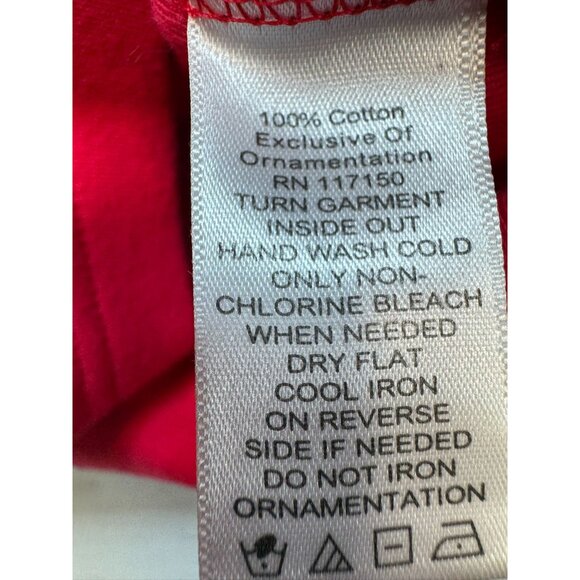 100% Cotton
Exclusive Of
Ornamentation
RN 117150
TURN GARMENT
INSIDE OUT
HAND WASH COLD
ONLY NON-
CHLORINE BLEACH
WHEN NEEDED
DRY FLAT
COOL IRON
ON REVERSE
SIDE IF NEEDED
DO NOT IRON
ORNAMENTATION